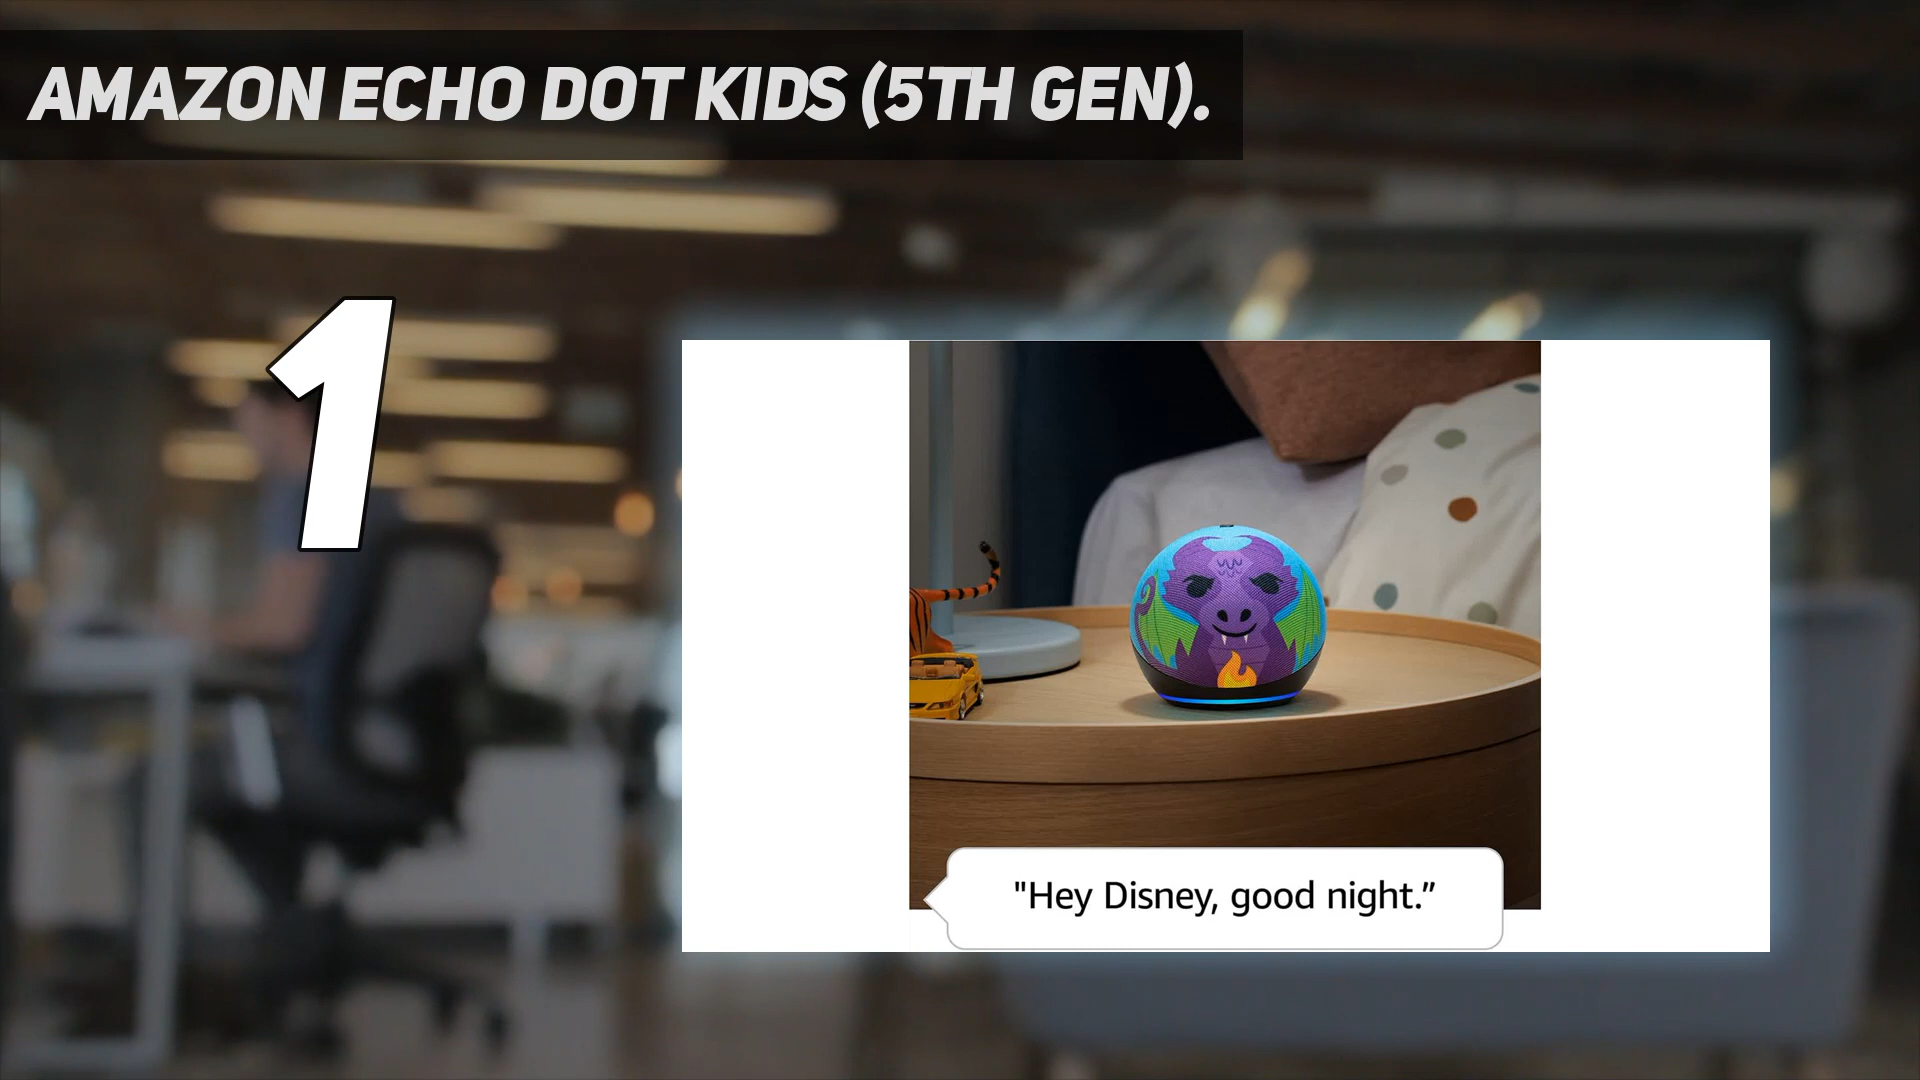 AMAZON ECHO DOT KIDS (5TH GEN).
1
"Hey Disney, good night.”